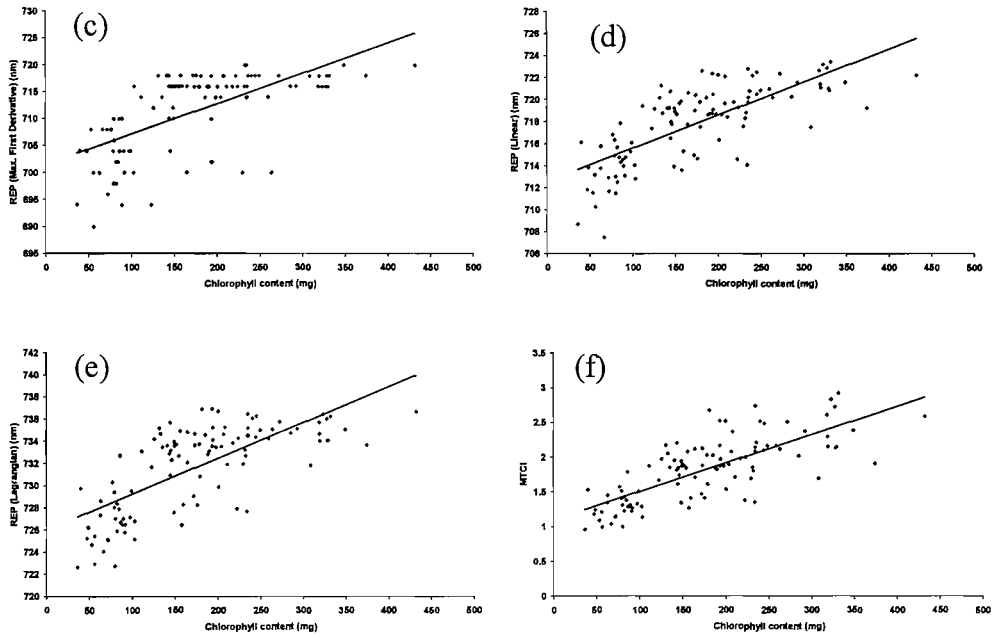 (c)
REP (Max. First Derivative) (nm)
730
725
720
715
710
705
700
695
690
695
0 50 100 150 200 250 300 350 400 450 500
Chlorophyll content (mg)
(d)
REP (Linear) (nm)
728
726
724
722
720
718
716
714
712
710
708
706
0 50 100 150 200 250 300 350 400 450 500
Chlorophyll content (mg)
(e)
REP (Lagrangian) (nm)
742
740
738
736
734
732
730
728
726
724
722
720
0 50 100 150 200 250 300 350 400 450 500
Chlorophyll content (mg)
(f)
MTCI
3.5
3
2.5
2
1.5
1
0.5
0
0 50 100 150 200 250 300 350 400 450 500
Chlorophyll content (mg)